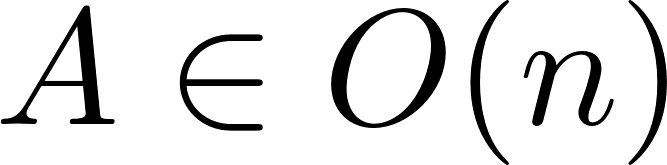 A ∈ O(n)